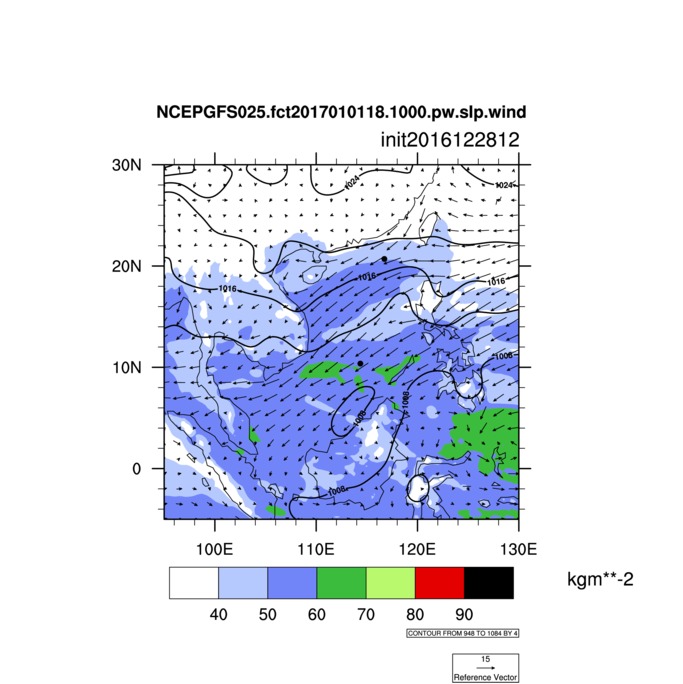 NCEPGFS025.fct2017010118.1000.pw.slp.wind
init2016122812
30N
1024
1024
20N
1016
1016
1016
10N
1008
1008
1008
0
1008
100E 110E 120E 130E
kgm**-2
40 50 60 70 80 90
CONTOUR FROM 948 TO 1084 BY 4
15
Reference Vector